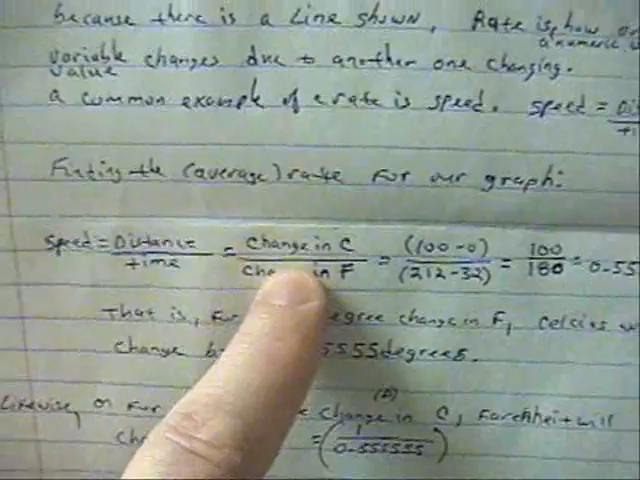 because there is a Line shown, Rate is how
a numeric
variable changes due to another one changing.
value
a common example of a rate is speed. speed =
Finding the (average) rate for our graph:
speed = Distance/time = Change in C/Change in F = (100-0)/(212-32) = 100/180 = 0.55
That is, for degree change in F, Celcius
change 5555 degrees.
Likewise, change in C, Farehheit will
= (1/0.555555)